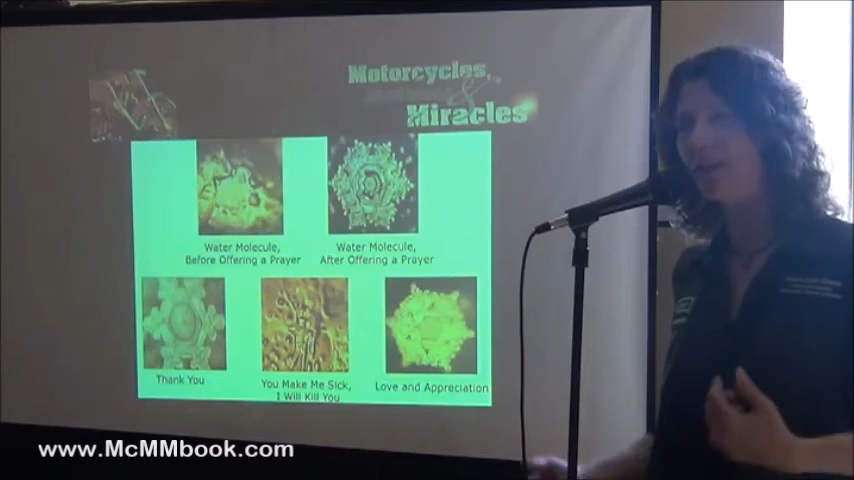 Motorcycles,
&
Miracles
Water Molecule,
Before Offering a Prayer
Water Molecule,
After Offering a Prayer
Thank You
You Make Me Sick,
I Will Kill You
Love and Appreciation
www.McMMbook.com